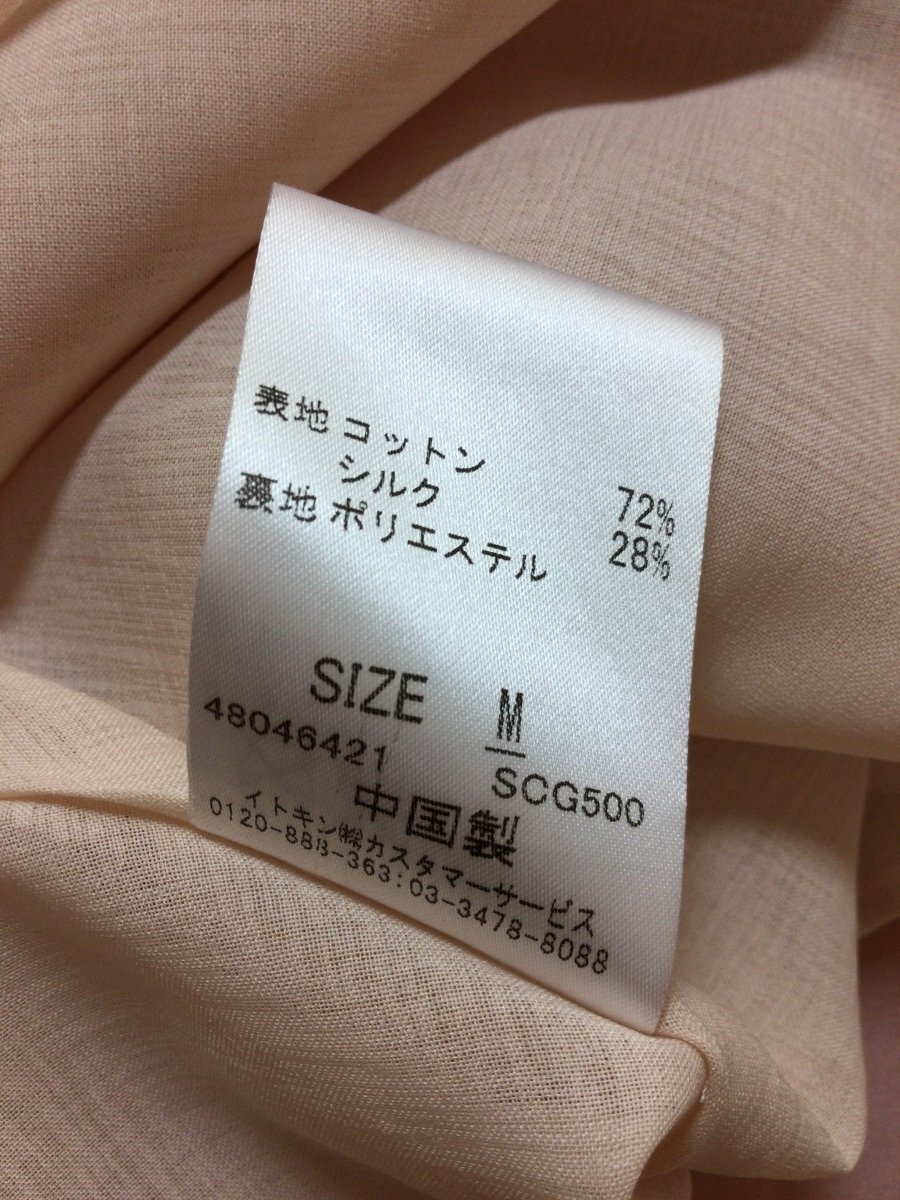 表地 コットン 72%
シルク 28%
裏地 ポリエステル
SIZE M
48046421 SCG500
中国製
イトキン㈱カスタマーサービス
0120-888-363:03-3478-8088